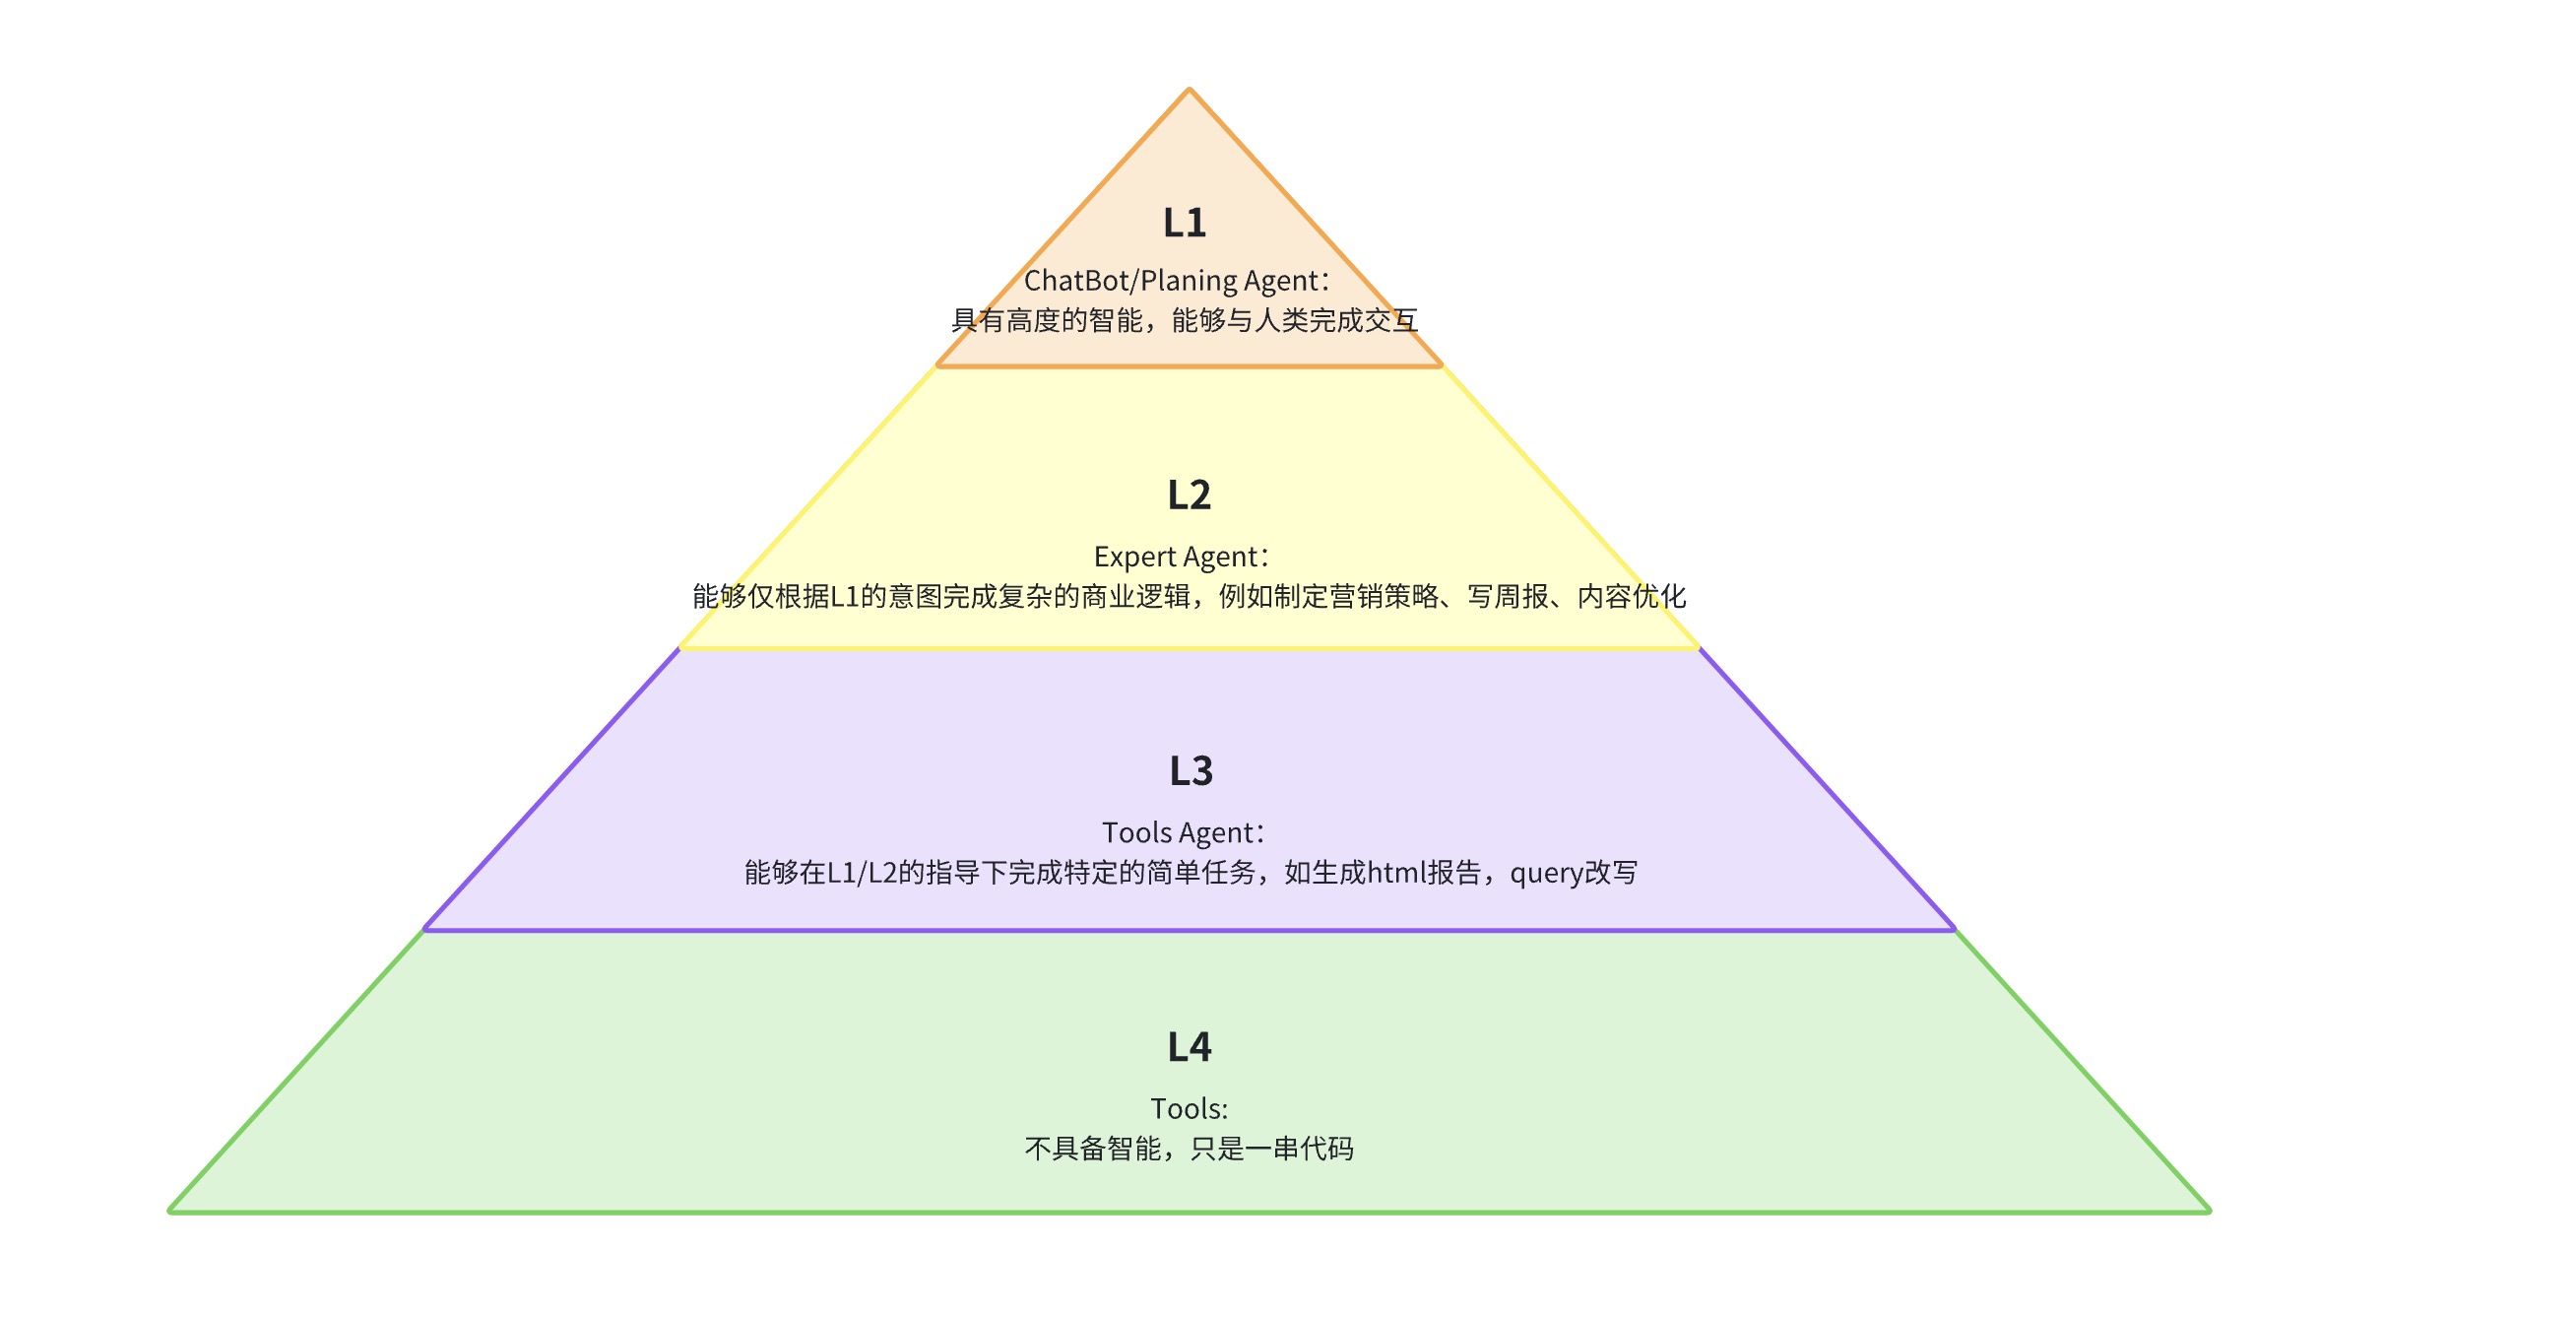 L1
ChatBot/Planing Agent：
具有高度的智能，能够与人类完成交互
L2
Expert Agent：
能够仅根据L1的意图完成复杂的商业逻辑，例如制定营销策略、写周报、内容优化
L3
Tools Agent：
能够在L1/L2的指导下完成特定的简单任务，如生成html报告，query改写
L4
Tools:
不具备智能，只是一串代码